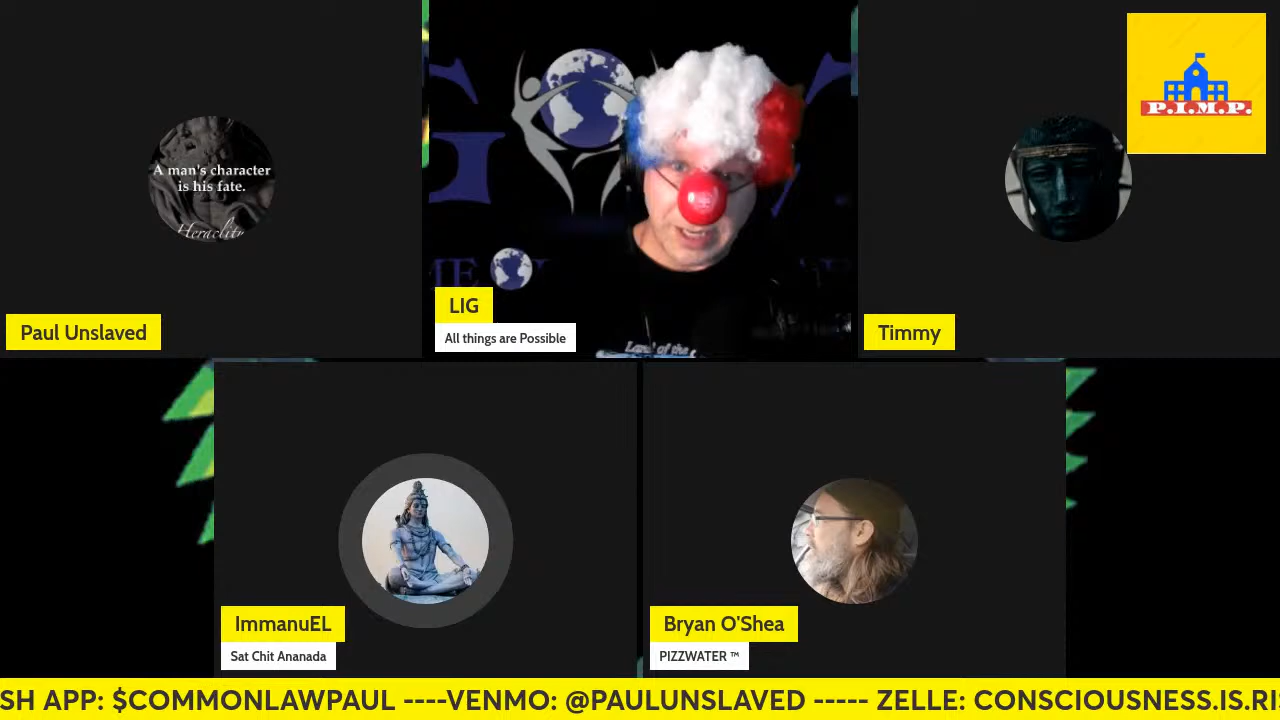 A man's character
is his fate.
Paul Unslaved
LIG
All things are Possible
P.I.M.P.
Timmy
ImmanuEL
Sat Chit Ananada
Bryan O'Shea
PIZZWATER ™
SH APP: $COMMONLAWPAUL ----VENMO: @PAULUNSLAVED ----- ZELLE: CONSCIOUSNESS.IS.RI